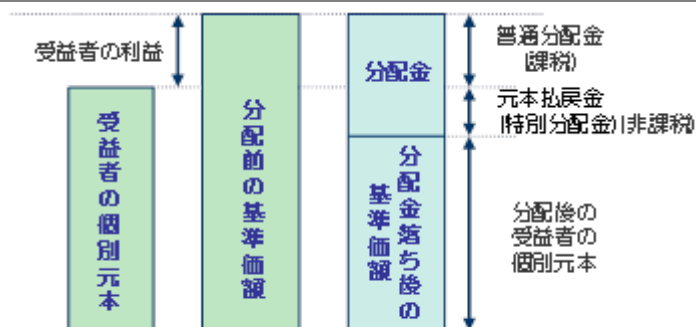 受益者の利益
受益者の個別元本
分配前の基準価額
分配金
分配金落ち後の
基準価額
普通分配金
(課税)
元本払戻金
(特別分配金)(非課税)
分配後の
受益者の
個別元本